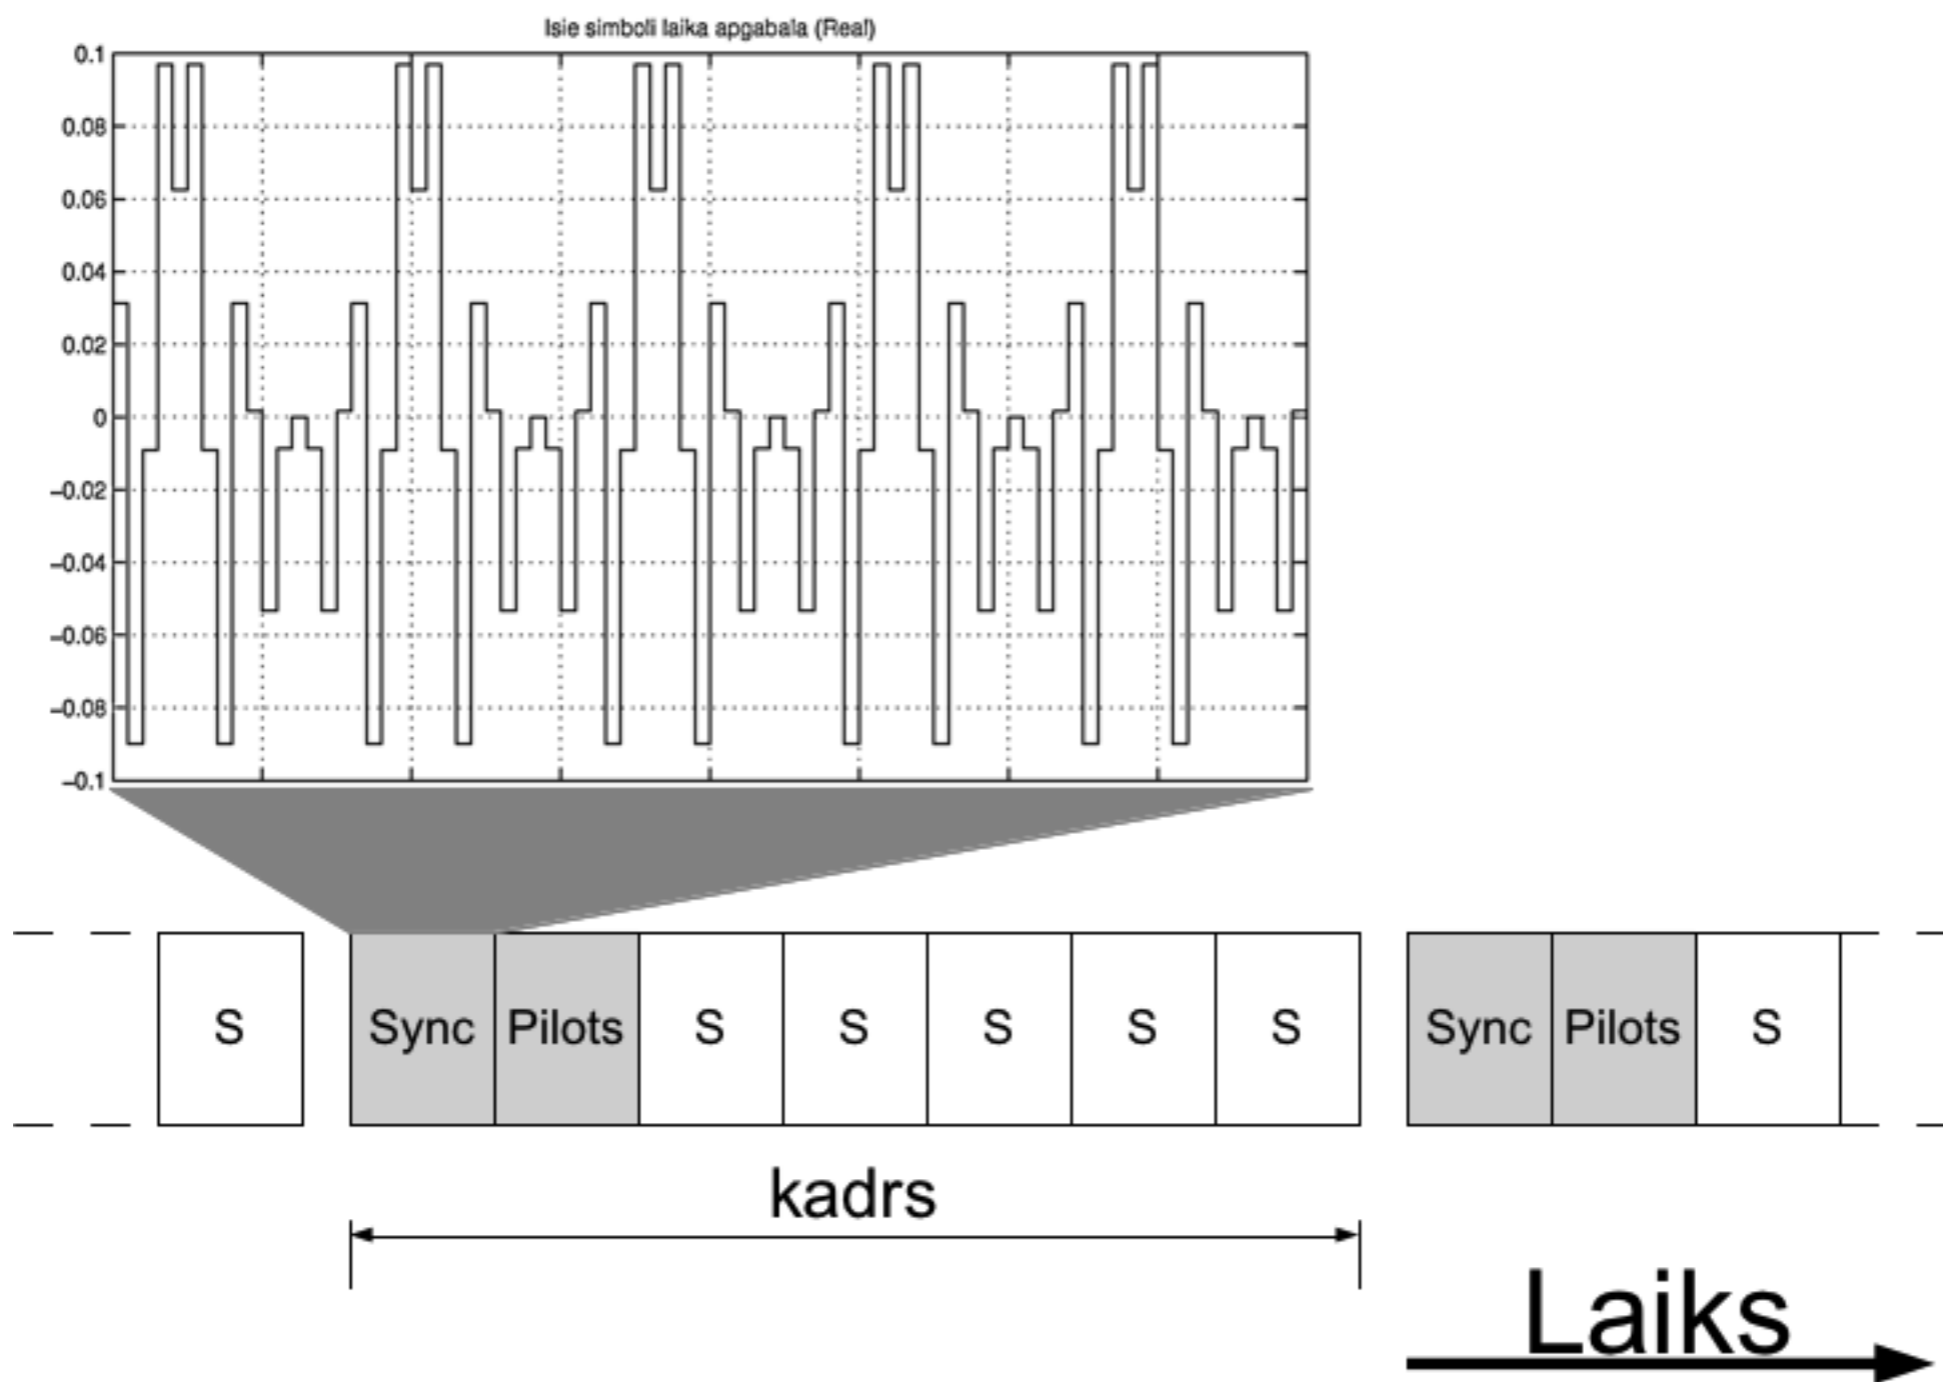 Isie simboli laika apgabala (Real)
0.1
0.08
0.06
0.04
0.02
0
−0.02
−0.04
−0.06
−0.08
−0.1
S Sync Pilots S S S S S Sync Pilots S
kadrs
Laiks